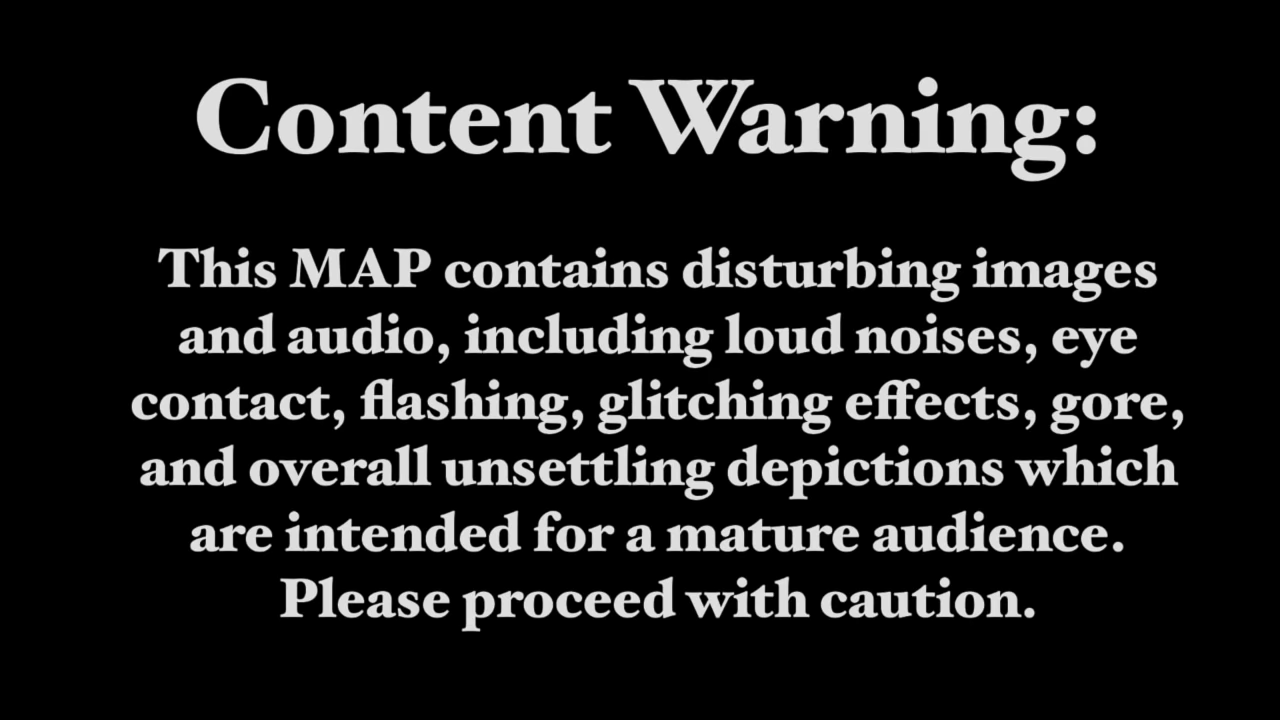 Content Warning:
This MAP contains disturbing images
and audio, including loud noises, eye
contact, flashing, glitching effects, gore,
and overall unsettling depictions which
are intended for a mature audience.
Please proceed with caution.